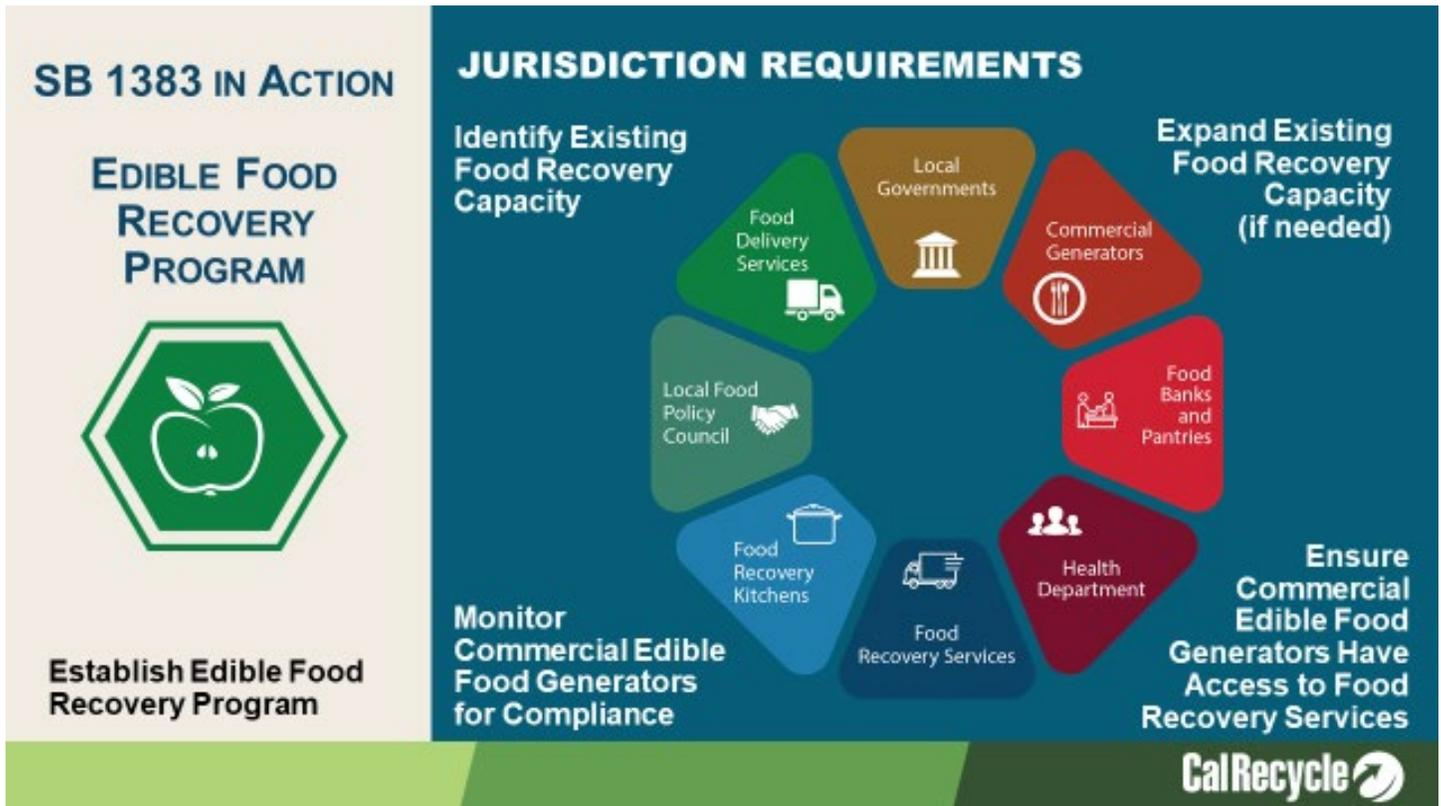 SB 1383 IN ACTION
EDIBLE FOOD
RECOVERY
PROGRAM
Establish Edible Food
Recovery Program
JURISDICTION REQUIREMENTS
Identify Existing
Food Recovery
Capacity
Expand Existing
Food Recovery
Capacity
(if needed)
Local
Governments
Commercial
Generators
Food
Banks
and
Pantries
Health
Department
Food
Recovery Services
Food
Recovery
Kitchens
Local Food
Policy
Council
Food
Delivery
Services
Monitor
Commercial Edible
Food Generators
for Compliance
Ensure
Commercial
Edible Food
Generators Have
Access to Food
Recovery Services
CalRecycle